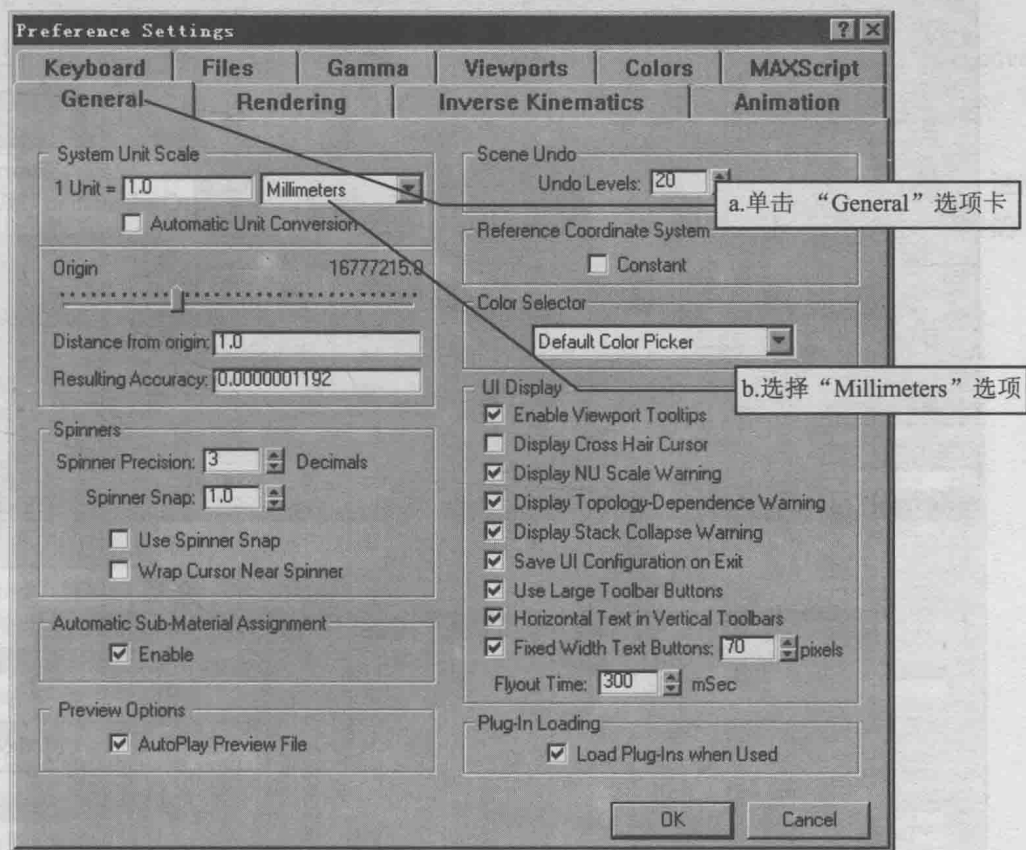 Preference Settings
Keyboard Files Gamma Viewports Colors MAXScript
General Rendering Inverse Kinematics Animation
System Unit Scale
1 Unit = 1.0 Millimeters
Automatic Unit Conversion
Origin 16777215.0
Distance from origin: 1.0
Resulting Accuracy: 0.0000001192
Spinners
Spinner Precision: 3 Decimals
Spinner Snap: 1.0
Use Spinner Snap
Wrap Cursor Near Spinner
Automatic Sub-Material Assignment
Enable
Preview Options
AutoPlay Preview File
Scene Undo
Undo Levels: 20
a.单击 “General”选项卡
Reference Coordinate System
Constant
Color Selector
Default Color Picker
b.选择“Millimeters”选项
UI Display
Enable Viewport Tooltips
Display Cross Hair Cursor
Display NU Scale Warning
Display Topology-Dependence Warning
Display Stack Collapse Warning
Save UI Configuration on Exit
Use Large Toolbar Buttons
Horizontal Text in Vertical Toolbars
Fixed Width Text Buttons: 70 pixels
Flyout Time: 300 mSec
Plug-In Loading
Load Plug-Ins when Used
OK Cancel